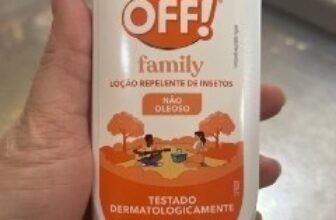 OFF!
family
LOÇÃO REPELENTE DE INSETOS
NÃO
OLEOSO
TESTADO
DERMATOLOGICAMENTE